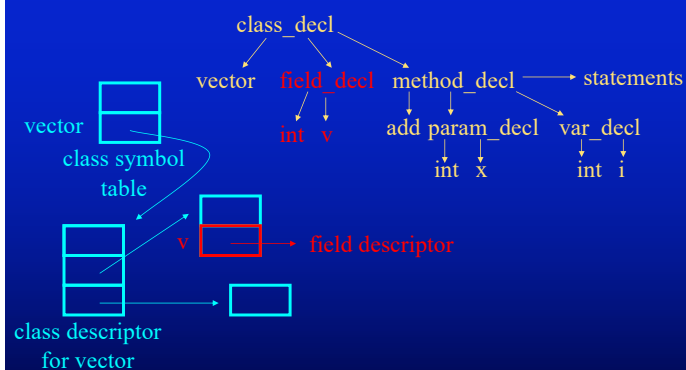 class_decl
vector field_decl method_decl statements
vector
int v add param_decl var_decl
class symbol
table
int x int i
v field descriptor
class descriptor
for vector